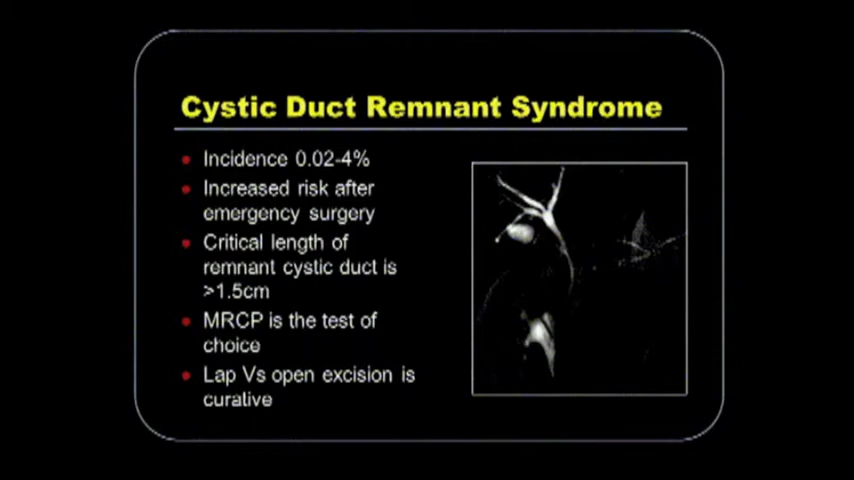 Cystic Duct Remnant Syndrome
Incidence 0.02-4%
Increased risk after
emergency surgery
Critical length of
remnant cystic duct is
>1.5cm
MRCP is the test of
choice
Lap Vs open excision is
curative